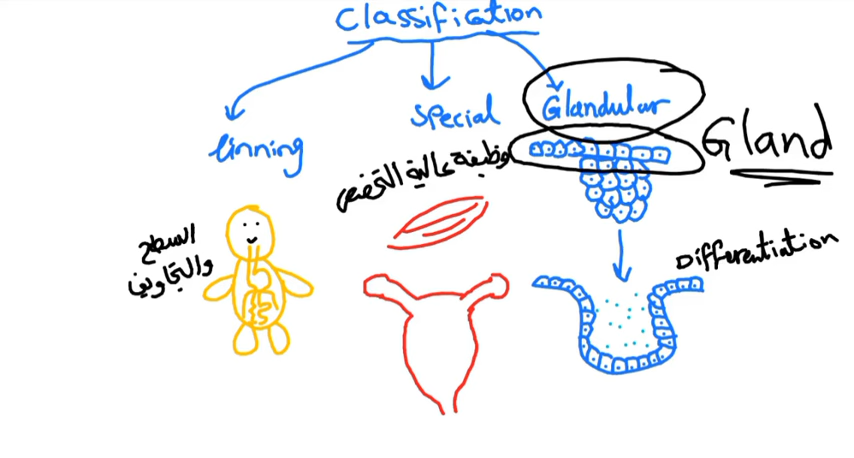 Classification
Linning
Special
Glandular
Gland
وظيفة عالية التخصص
السطح
والتجاويف
Differentiation